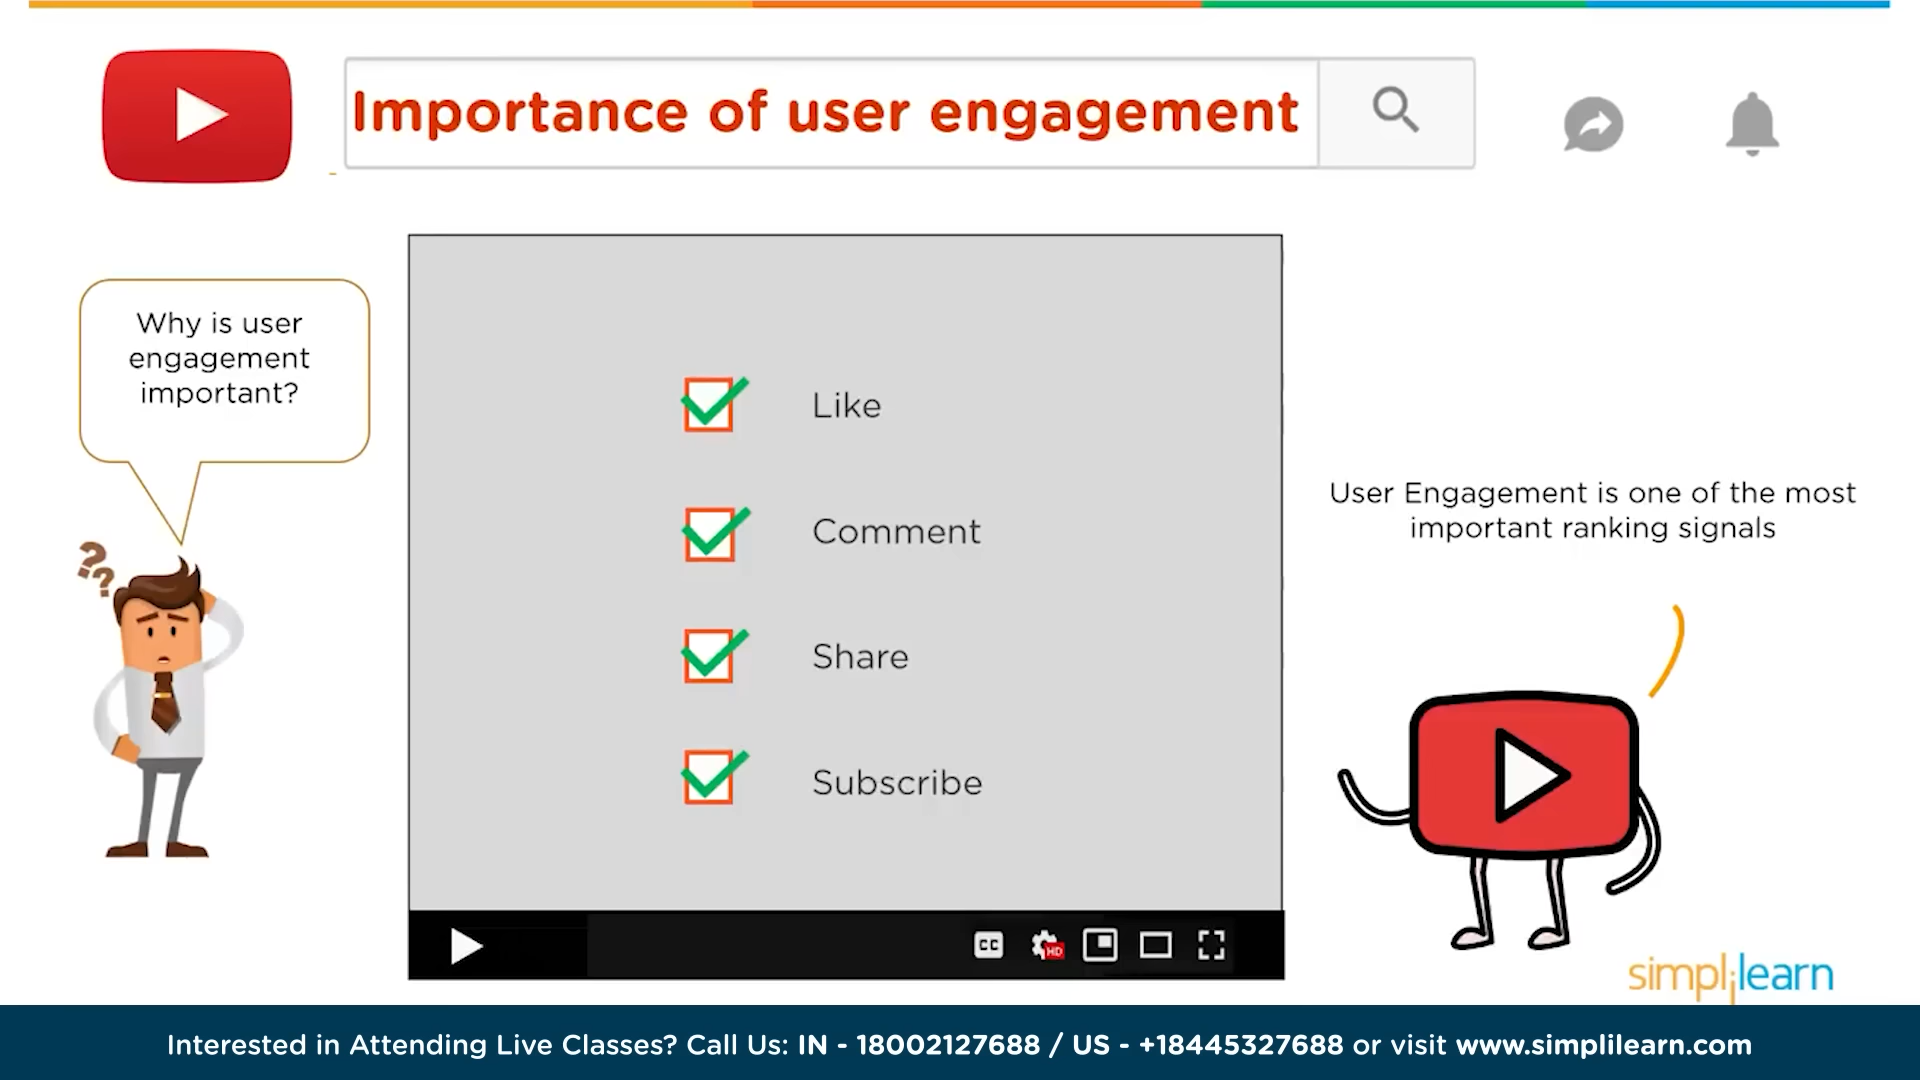 Importance of user engagement
Why is user
engagement
important?
??
Like
Comment
Share
Subscribe
User Engagement is one of the most
important ranking signals
CC
HD
simplilearn
Interested in Attending Live Classes? Call Us: IN - 18002127688 / US - +18445327688 or visit www.simplilearn.com